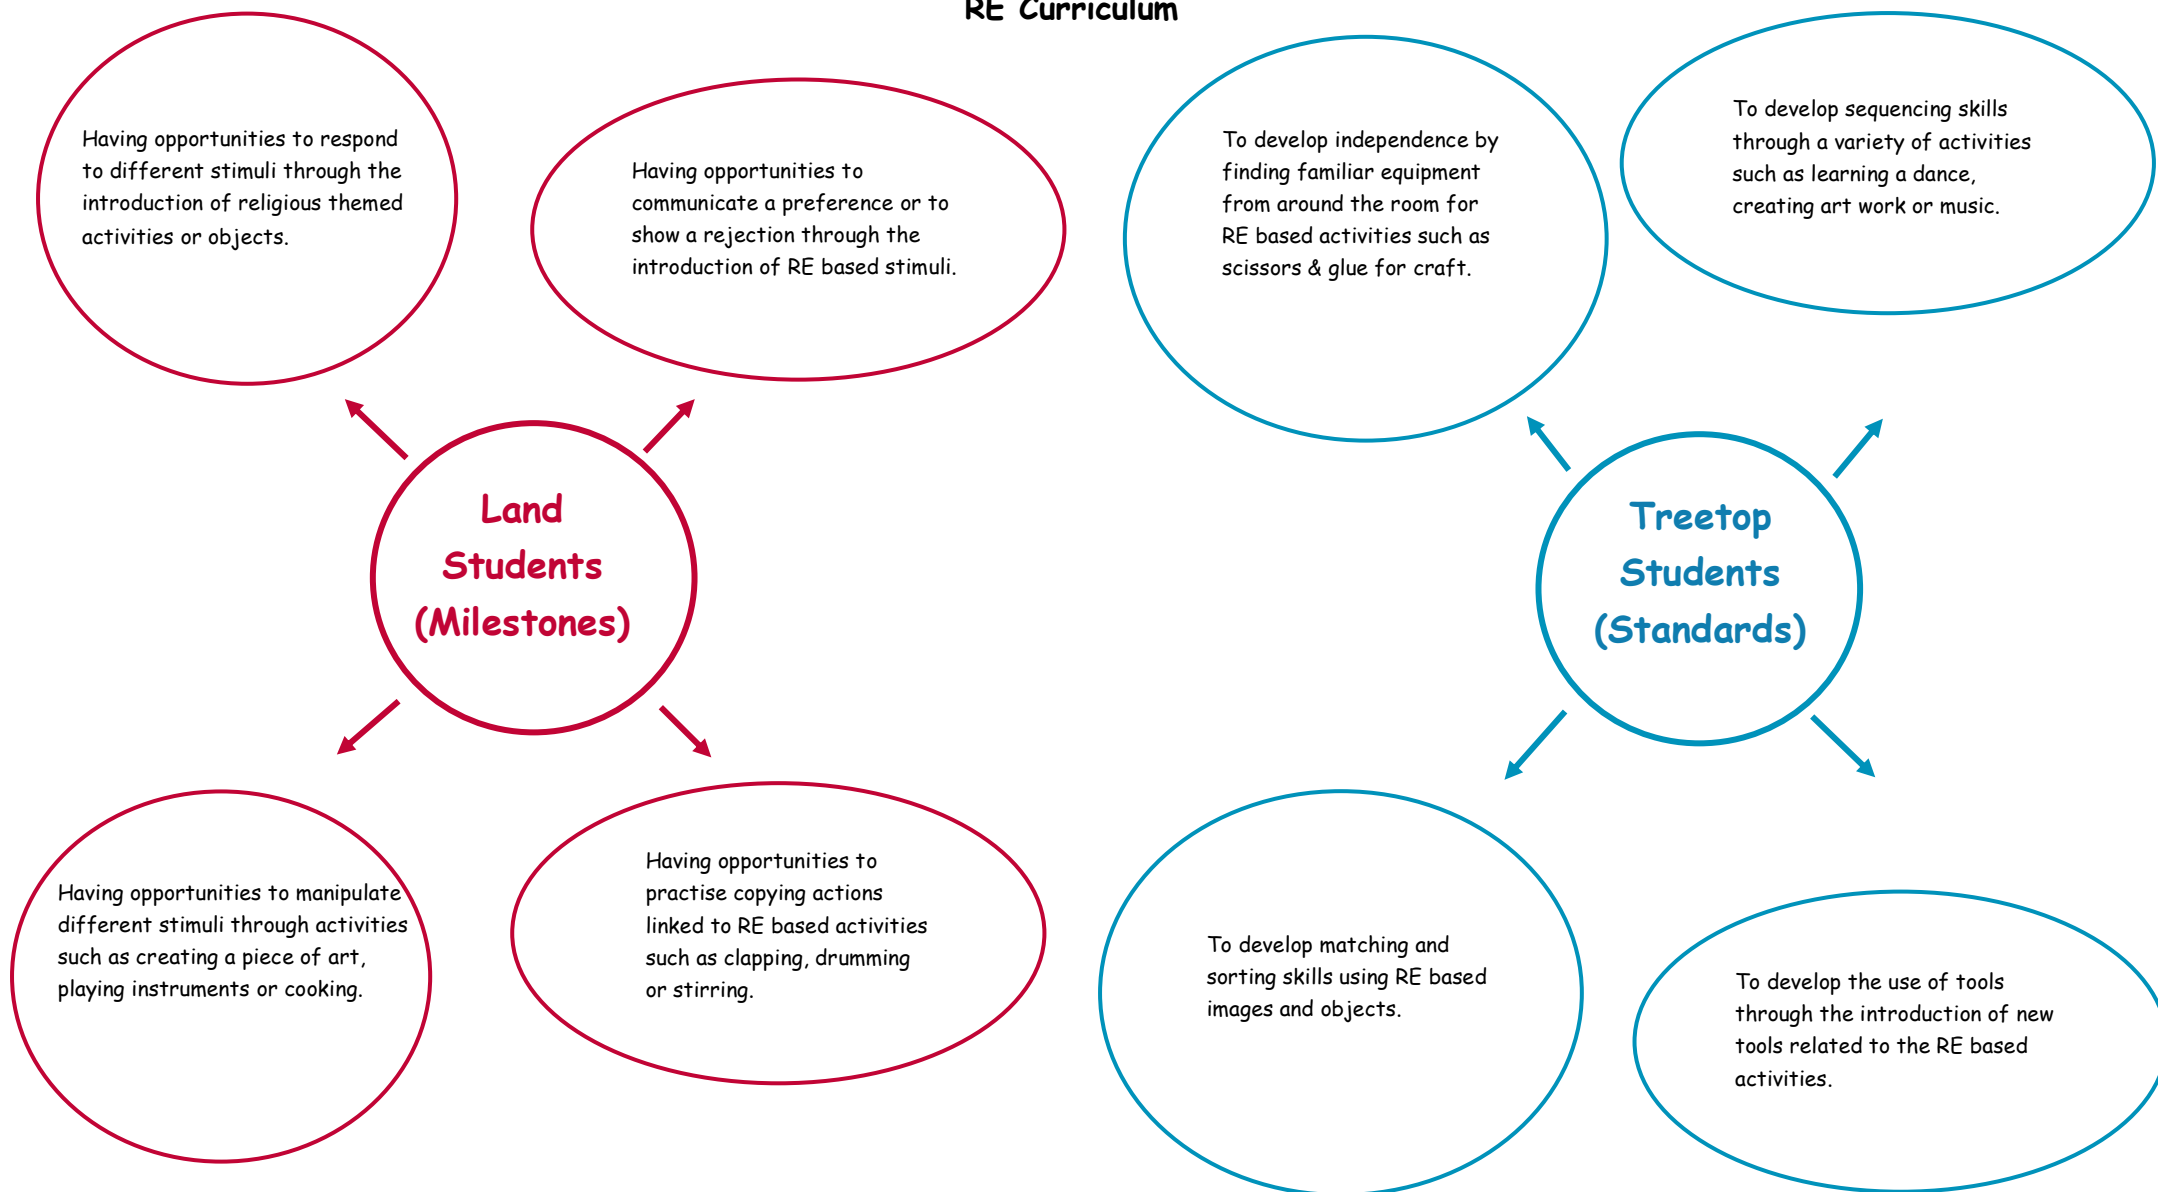 RE Curriculum
Having opportunities to respond
to different stimuli through the
introduction of religious themed
activities or objects.
Having opportunities to
communicate a preference or to
show a rejection through the
introduction of RE based stimuli.
To develop independence by
finding familiar equipment
from around the room for
RE based activities such as
scissors & glue for craft.
To develop sequencing skills
through a variety of activities
such as learning a dance,
creating art work or music.
Land
Students
(Milestones)
Treetop
Students
(Standards)
Having opportunities to manipulate
different stimuli through activities
such as creating a piece of art,
playing instruments or cooking.
Having opportunities to
practise copying actions
linked to RE based activities
such as clapping, drumming
or stirring.
To develop matching and
sorting skills using RE based
images and objects.
To develop the use of tools
through the introduction of new
tools related to the RE based
activities.